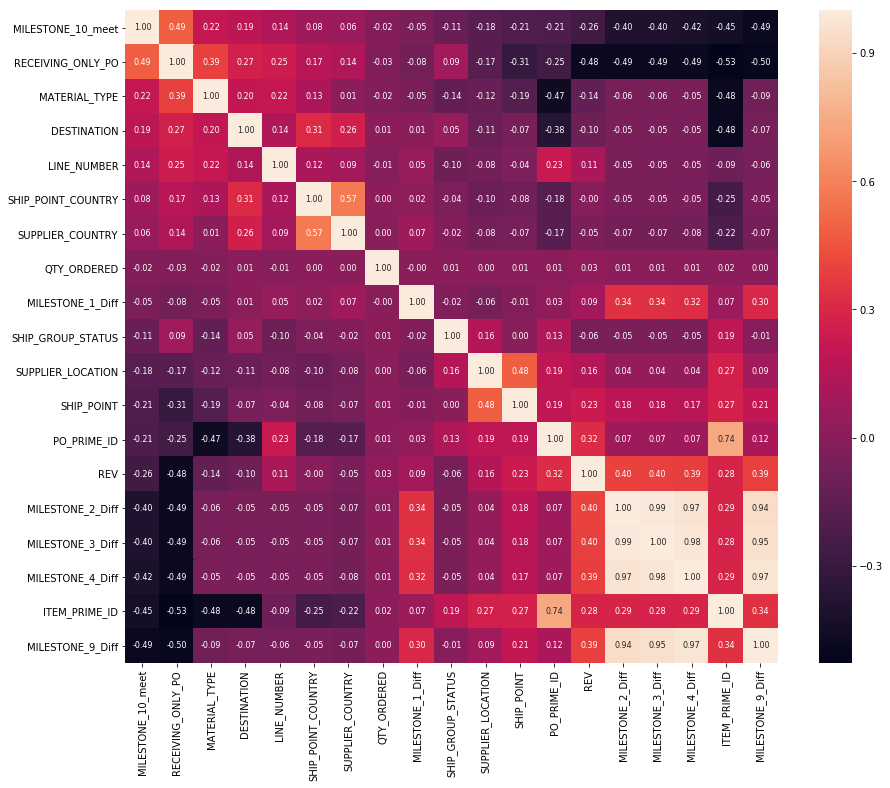 MILESTONE_10_meet 1.00 0.49 0.22 0.19 0.14 0.08 0.06 -0.02 -0.05 -0.11 -0.18 -0.21 -0.21 -0.26 -0.40 -0.40 -0.42 -0.45 -0.49
RECEIVING_ONLY_PO 0.49 1.00 0.39 0.27 0.25 0.17 0.14 -0.03 -0.08 0.09 -0.17 -0.31 -0.25 -0.48 -0.49 -0.49 -0.49 -0.53 -0.50
MATERIAL_TYPE 0.22 0.39 1.00 0.20 0.22 0.13 0.01 -0.02 -0.05 -0.14 -0.12 -0.19 -0.47 -0.14 -0.06 -0.06 -0.05 -0.48 -0.09
DESTINATION 0.19 0.27 0.20 1.00 0.14 0.31 0.26 0.01 0.01 0.05 -0.11 -0.07 -0.38 -0.10 -0.05 -0.05 -0.05 -0.48 -0.07
LINE_NUMBER 0.14 0.25 0.22 0.14 1.00 0.12 0.09 -0.01 0.05 -0.10 -0.08 -0.04 0.23 0.11 -0.05 -0.05 -0.05 -0.09 -0.06
SHIP_POINT_COUNTRY 0.08 0.17 0.13 0.31 0.12 1.00 0.57 0.00 0.02 -0.04 -0.10 -0.08 -0.18 -0.00 -0.05 -0.05 -0.05 -0.25 -0.05
SUPPLIER_COUNTRY 0.06 0.14 0.01 0.26 0.09 0.57 1.00 0.00 0.07 -0.02 -0.08 -0.07 -0.17 -0.05 -0.07 -0.07 -0.08 -0.22 -0.07
QTY_ORDERED -0.02 -0.03 -0.02 0.01 -0.01 0.00 0.00 1.00 -0.00 0.01 0.00 0.01 0.01 0.03 0.01 0.01 0.01 0.02 0.00
MILESTONE_1_Diff -0.05 -0.08 -0.05 0.01 0.05 0.02 0.07 -0.00 1.00 -0.02 -0.06 -0.01 0.03 0.09 0.34 0.34 0.32 0.07 0.30
SHIP_GROUP_STATUS -0.11 0.09 -0.14 0.05 -0.10 -0.04 -0.02 0.01 -0.02 1.00 0.16 0.00 0.13 -0.06 -0.05 -0.05 -0.05 0.19 -0.01
SUPPLIER_LOCATION -0.18 -0.17 -0.12 -0.11 -0.08 -0.10 -0.08 0.00 -0.06 0.16 1.00 0.48 0.19 0.16 0.04 0.04 0.04 0.27 0.09
SHIP_POINT -0.21 -0.31 -0.19 -0.07 -0.04 -0.08 -0.07 0.01 -0.01 0.00 0.48 1.00 0.19 0.23 0.18 0.18 0.17 0.27 0.21
PO_PRIME_ID -0.21 -0.25 -0.47 -0.38 0.23 -0.18 -0.17 0.01 0.03 0.13 0.19 0.19 1.00 0.32 0.07 0.07 0.07 0.74 0.12
REV -0.26 -0.48 -0.14 -0.10 0.11 -0.00 -0.05 0.03 0.09 -0.06 0.16 0.23 0.32 1.00 0.40 0.40 0.39 0.28 0.39
MILESTONE_2_Diff -0.40 -0.49 -0.06 -0.05 -0.05 -0.05 -0.07 0.01 0.34 -0.05 0.04 0.18 0.07 0.40 1.00 0.99 0.97 0.29 0.94
MILESTONE_3_Diff -0.40 -0.49 -0.06 -0.05 -0.05 -0.05 -0.07 0.01 0.34 -0.05 0.04 0.18 0.07 0.40 0.99 1.00 0.98 0.28 0.95
MILESTONE_4_Diff -0.42 -0.49 -0.05 -0.05 -0.05 -0.05 -0.08 0.01 0.32 -0.05 0.04 0.17 0.07 0.39 0.97 0.98 1.00 0.29 0.97
ITEM_PRIME_ID -0.45 -0.53 -0.48 -0.48 -0.09 -0.25 -0.22 0.02 0.07 0.19 0.27 0.27 0.74 0.28 0.29 0.28 0.29 1.00 0.34
MILESTONE_9_Diff -0.49 -0.50 -0.09 -0.07 -0.06 -0.05 -0.07 0.00 0.30 -0.01 0.09 0.21 0.12 0.39 0.94 0.95 0.97 0.34 1.00
MILESTONE_10_meet
RECEIVING_ONLY_PO
MATERIAL_TYPE
DESTINATION
LINE_NUMBER
SHIP_POINT_COUNTRY
SUPPLIER_COUNTRY
QTY_ORDERED
MILESTONE_1_Diff
SHIP_GROUP_STATUS
SUPPLIER_LOCATION
SHIP_POINT
PO_PRIME_ID
REV
MILESTONE_2_Diff
MILESTONE_3_Diff
MILESTONE_4_Diff
ITEM_PRIME_ID
MILESTONE_9_Diff
0.9
0.6
0.3
0.0
−0.3